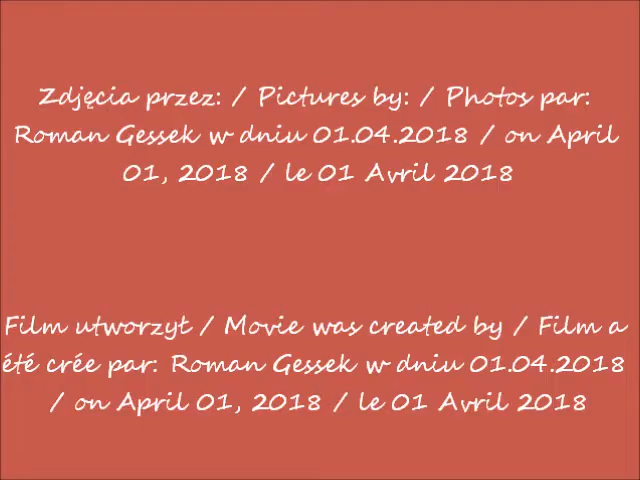 Zdjęcia przez: / Pictures by: / Photos par:
Roman Gessek w dniu 01.04.2018 / on April
01, 2018 / le 01 Avril 2018
Film utworzył / Movie was created by / Film a
été crée par: Roman Gessek w dniu 01.04.2018
/ on April 01, 2018 / le 01 Avril 2018